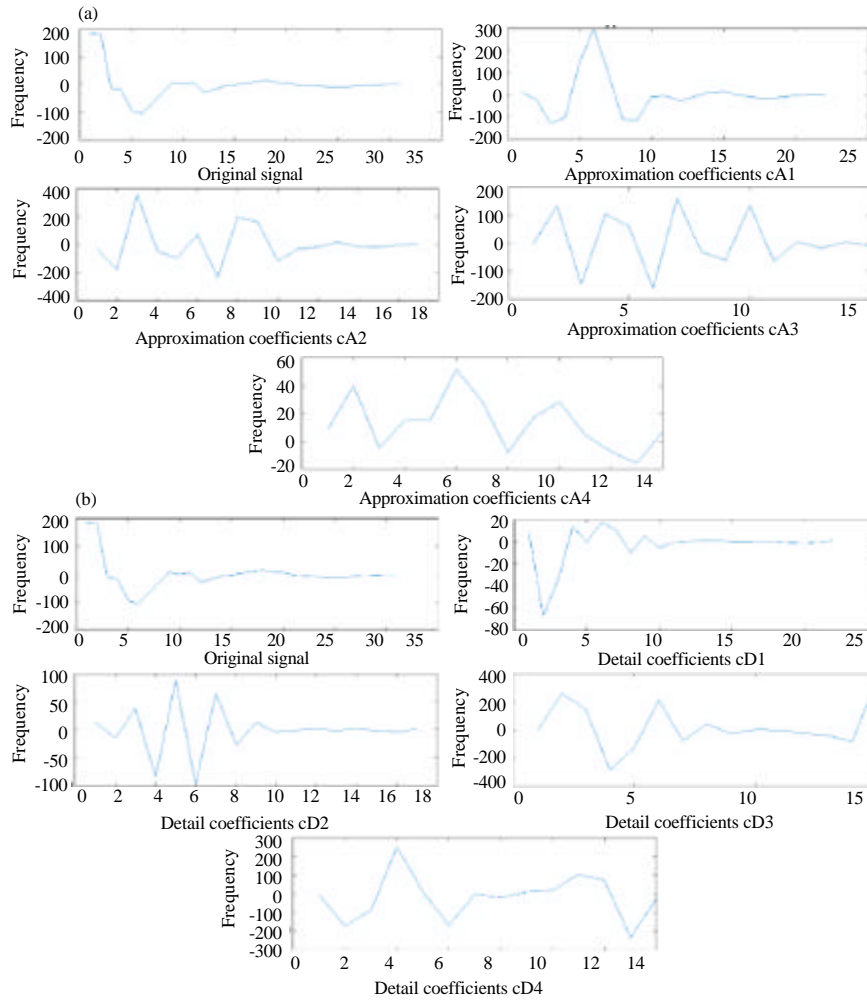 (a)
Frequency
200
100
0
-100
-200
0 5 10 15 20 25 30 35
Original signal
Frequency
300
200
100
0
-100
-200
0 5 10 15 20 25
Approximation coefficients cA1
Frequency
400
200
0
-200
-400
0 2 4 6 8 10 12 14 16 18
Approximation coefficients cA2
Frequency
200
100
0
-100
-200
0 5 10 15
Approximation coefficients cA3
Frequency
60
40
20
0
-20
0 2 4 6 8 10 12 14
Approximation coefficients cA4
(b)
Frequency
200
100
0
-100
-200
0 5 10 15 20 25 30 35
Original signal
Frequency
20
0
-20
-40
-60
-80
0 5 10 15 20 25
Detail coefficients cD1
Frequency
100
50
0
-50
-100
0 2 4 6 8 10 12 14 16 18
Detail coefficients cD2
Frequency
400
200
0
-200
-400
0 5 10 15
Detail coefficients cD3
Frequency
300
200
100
0
-100
-200
-300
0 2 4 6 8 10 12 14
Detail coefficients cD4